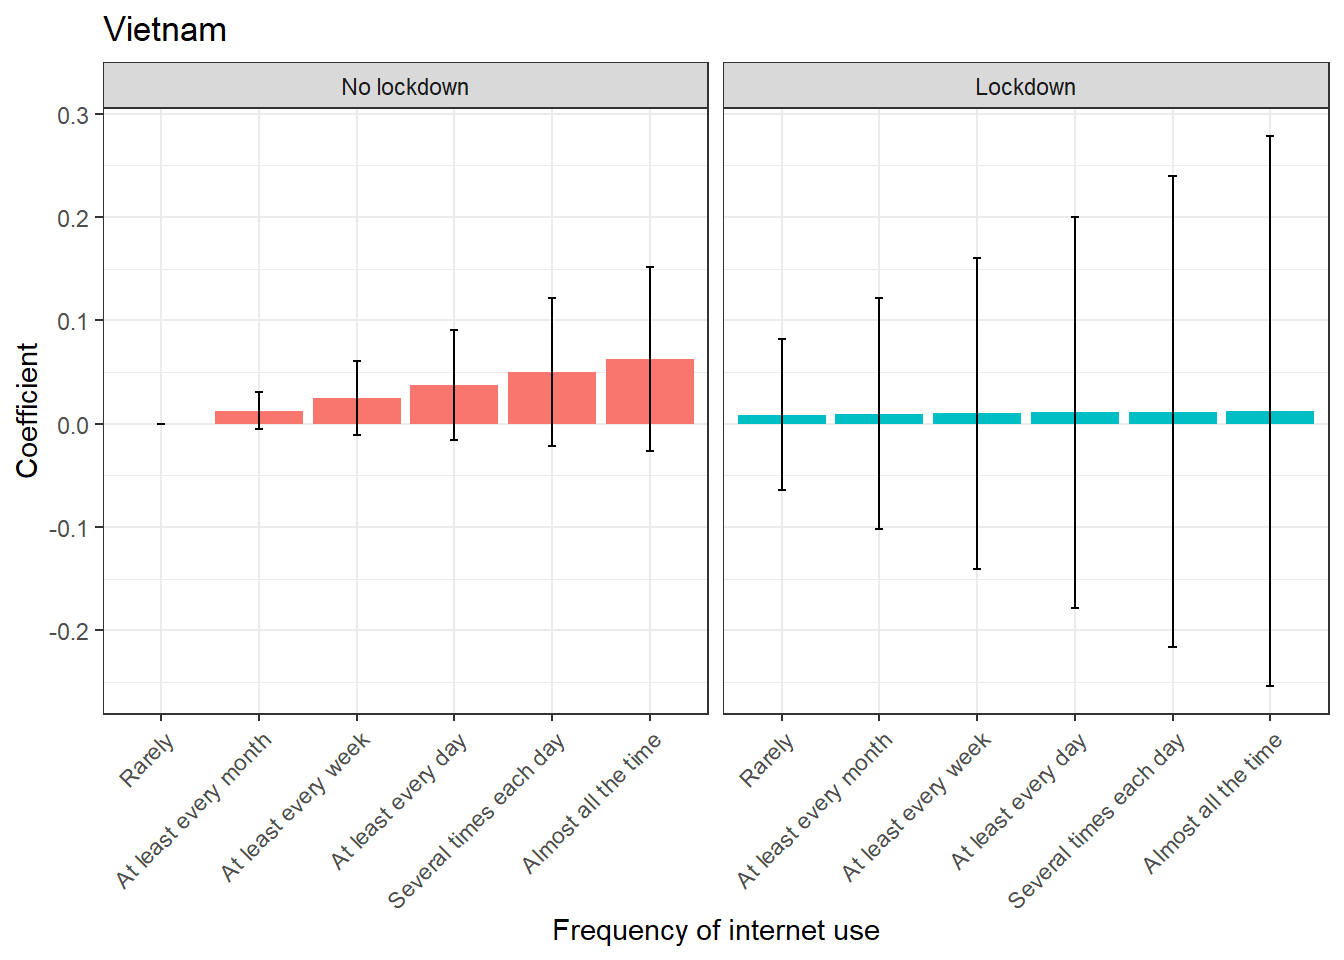 Vietnam
No lockdown
Lockdown
0.3
0.2
0.1
0.0
-0.1
-0.2
Coefficient
Rarely
At least every month
At least every week
At least every day
Several times each day
Almost all the time
Rarely
At least every month
At least every week
At least every day
Several times each day
Almost all the time
Frequency of internet use